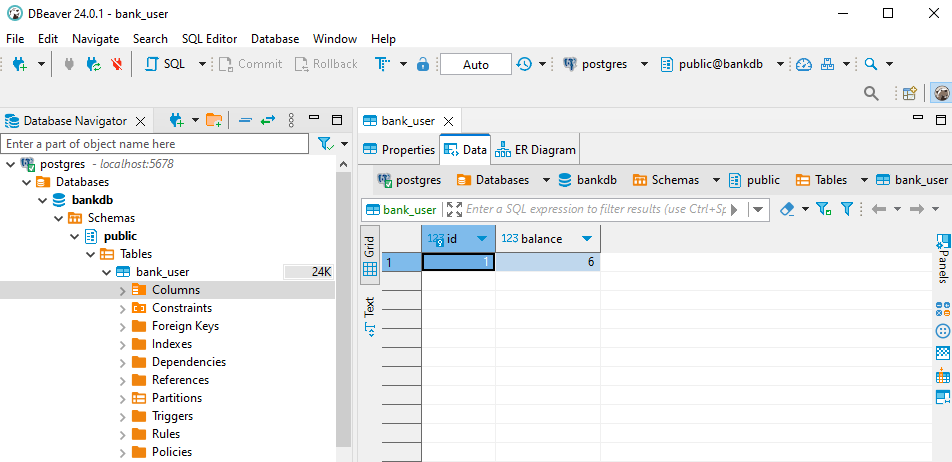 DBeaver 24.0.1 - bank_user
File Edit Navigate Search SQL Editor Database Window Help
SQL Commit Rollback Auto postgres public@bankdb
Database Navigator
Enter a part of object name here
postgres - localhost:5678
Databases
bankdb
Schemas
public
Tables
bank_user 24K
Columns
Constraints
Foreign Keys
Indexes
Dependencies
References
Partitions
Triggers
Rules
Policies
bank_user
Properties Data ER Diagram
postgres Databases bankdb Schemas public Tables bank_user
bank_user Enter a SQL expression to filter results (use Ctrl+Sp
Grid
Text
123 id 123 balance
1 1 6
Panels